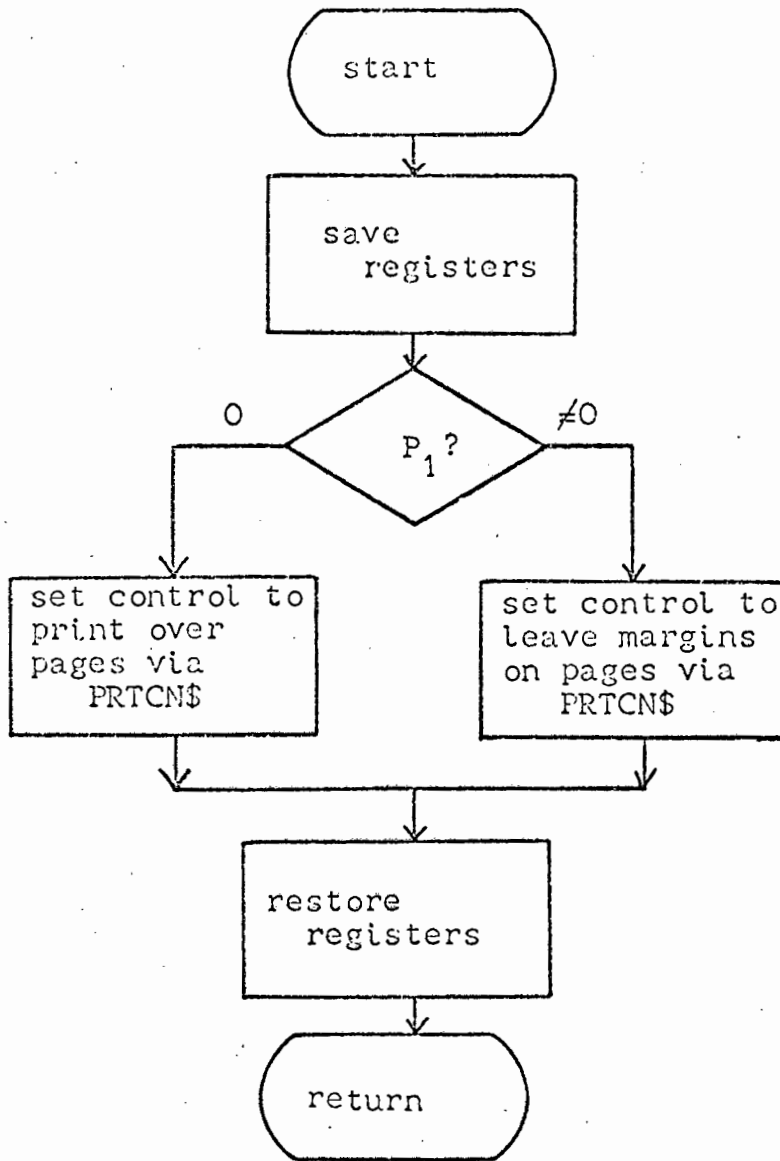 start
save
registers
0
≠0
P₁?
set control to
print over
pages via
PRTCN$
set control to
leave margins
on pages via
PRTCN$
restore
registers
return